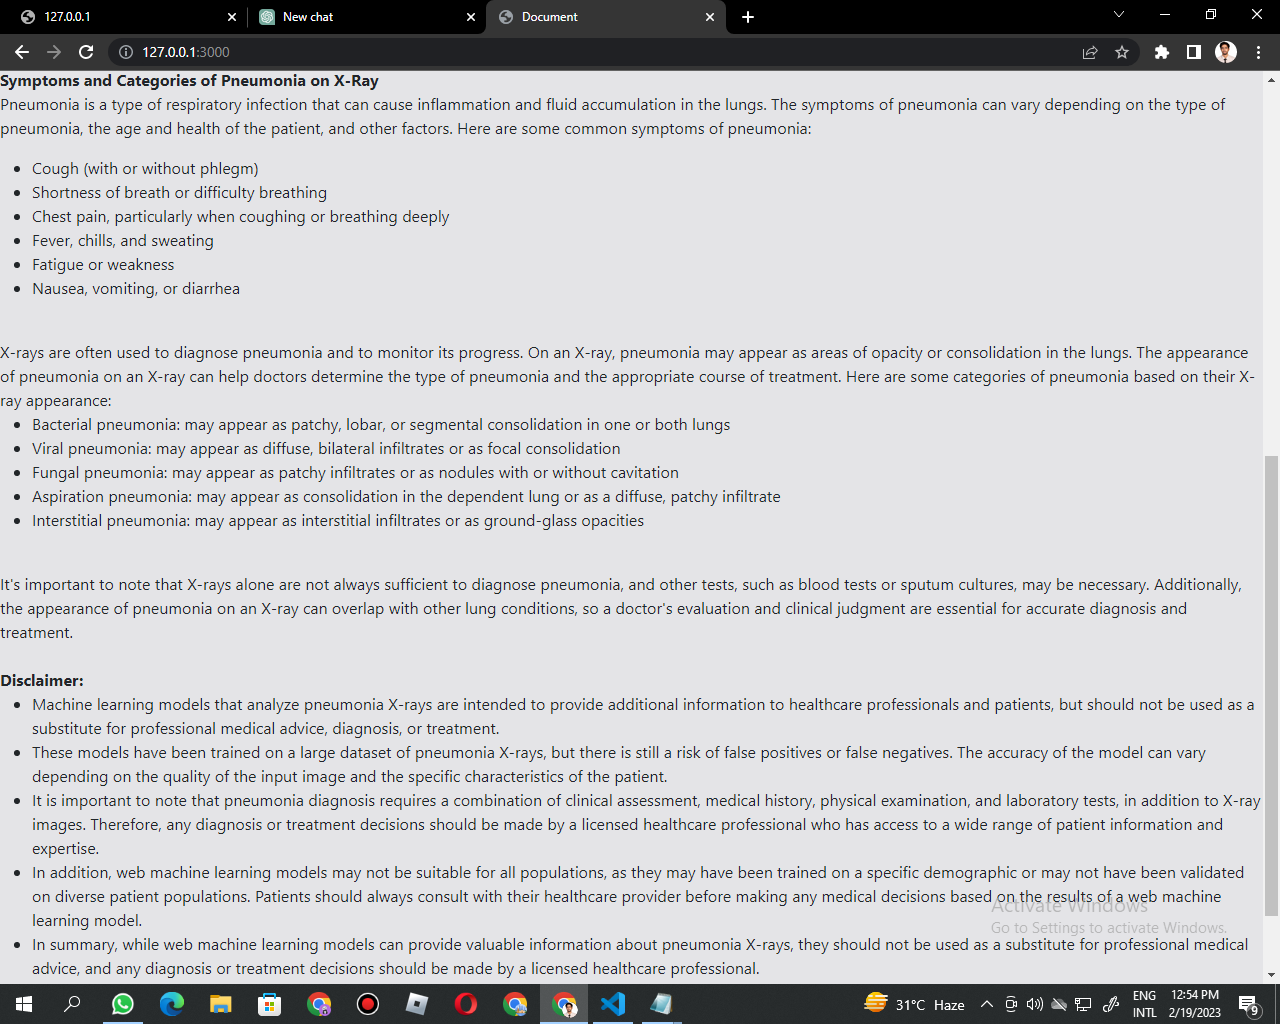 127.0.0.1
New chat
Document
127.0.0.1:3000
Symptoms and Categories of Pneumonia on X-Ray
Pneumonia is a type of respiratory infection that can cause inflammation and fluid accumulation in the lungs. The symptoms of pneumonia can vary depending on the type of
pneumonia, the age and health of the patient, and other factors. Here are some common symptoms of pneumonia:
• Cough (with or without phlegm)
• Shortness of breath or difficulty breathing
• Chest pain, particularly when coughing or breathing deeply
• Fever, chills, and sweating
• Fatigue or weakness
• Nausea, vomiting, or diarrhea
X-rays are often used to diagnose pneumonia and to monitor its progress. On an X-ray, pneumonia may appear as areas of opacity or consolidation in the lungs. The appearance
of pneumonia on an X-ray can help doctors determine the type of pneumonia and the appropriate course of treatment. Here are some categories of pneumonia based on their X-
ray appearance:
• Bacterial pneumonia: may appear as patchy, lobar, or segmental consolidation in one or both lungs
• Viral pneumonia: may appear as diffuse, bilateral infiltrates or as focal consolidation
• Fungal pneumonia: may appear as patchy infiltrates or as nodules with or without cavitation
• Aspiration pneumonia: may appear as consolidation in the dependent lung or as a diffuse, patchy infiltrate
• Interstitial pneumonia: may appear as interstitial infiltrates or as ground-glass opacities
It's important to note that X-rays alone are not always sufficient to diagnose pneumonia, and other tests, such as blood tests or sputum cultures, may be necessary. Additionally,
the appearance of pneumonia on an X-ray can overlap with other lung conditions, so a doctor's evaluation and clinical judgment are essential for accurate diagnosis and
treatment.
Disclaimer:
• Machine learning models that analyze pneumonia X-rays are intended to provide additional information to healthcare professionals and patients, but should not be used as a
substitute for professional medical advice, diagnosis, or treatment.
• These models have been trained on a large dataset of pneumonia X-rays, but there is still a risk of false positives or false negatives. The accuracy of the model can vary
depending on the quality of the input image and the specific characteristics of the patient.
• It is important to note that pneumonia diagnosis requires a combination of clinical assessment, medical history, physical examination, and laboratory tests, in addition to X-ray
images. Therefore, any diagnosis or treatment decisions should be made by a licensed healthcare professional who has access to a wide range of patient information and
expertise.
• In addition, web machine learning models may not be suitable for all populations, as they may have been trained on a specific demographic or may not have been validated
on diverse patient populations. Patients should always consult with their healthcare provider before making any medical decisions based on the results of a web machine
learning model.
Activate Windows
Go to Settings to activate Windows.
• In summary, while web machine learning models can provide valuable information about pneumonia X-rays, they should not be used as a substitute for professional medical
advice, and any diagnosis or treatment decisions should be made by a licensed healthcare professional.
31°C Haze
ENG
INTL
12:54 PM
2/19/2023
9